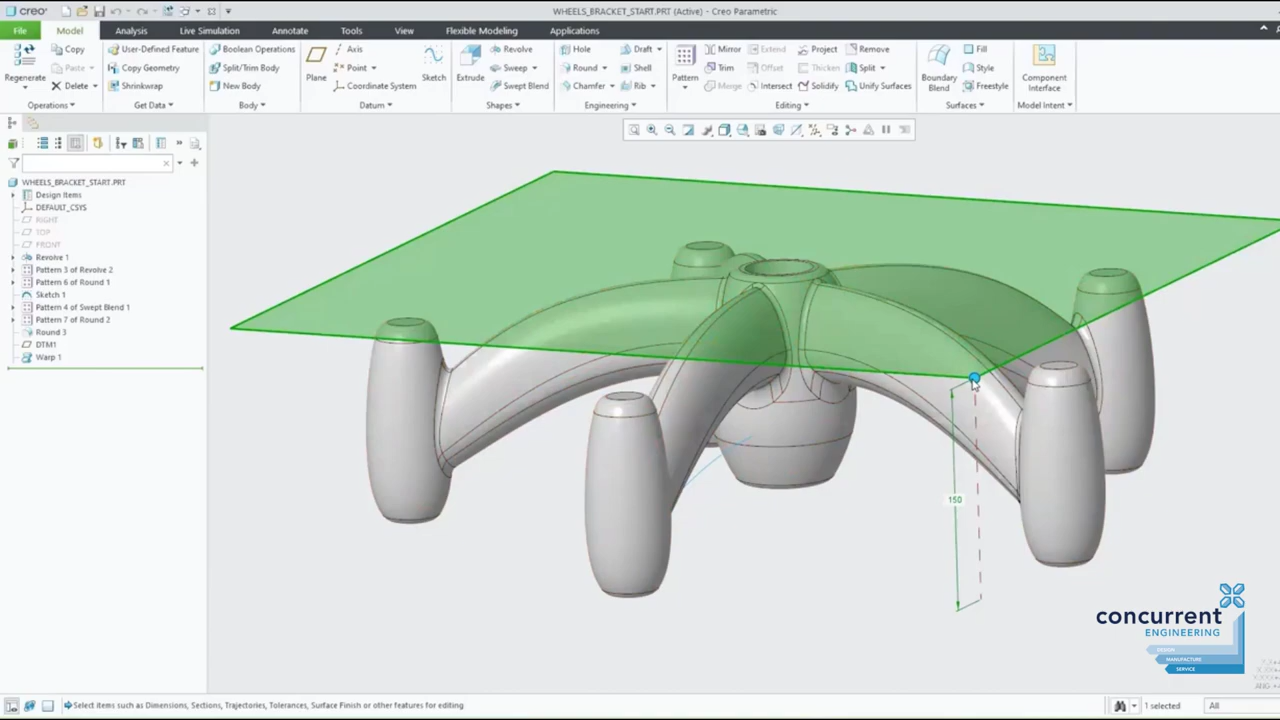 creo
WHEELS_BRACKET_START.PRT (Active) - Creo Parametric
File Model Analysis Live Simulation Annotate Tools View Flexible Modeling Applications
Regenerate
Copy
Paste
Delete
Operations
User-Defined Feature
Copy Geometry
Shrinkwrap
Get Data
Boolean Operations
Split/Trim Body
New Body
Body
Plane
Axis
Point
Coordinate System
Sketch
Datum
Extrude
Revolve
Sweep
Swept Blend
Shapes
Hole
Round
Chamfer
Draft
Shell
Rib
Engineering
Pattern
Mirror
Trim
Merge
Extend
Offset
Intersect
Project
Thicken
Solidify
Remove
Split
Unify Surfaces
Editing
Boundary
Blend
Fill
Style
Freestyle
Surfaces
Component
Interface
Model Intent
WHEELS_BRACKET_START.PRT
Design Items
DEFAULT_CSYS
RIGHT
TOP
FRONT
Revolve 1
Pattern 3 of Revolve 2
Pattern 6 of Round 1
Sketch 1
Pattern 4 of Swept Blend 1
Pattern 7 of Round 2
Round 3
DTM1
Warp 1
150
concurrent
ENGINEERING
DESIGN
MANUFACTURE
SERVICE
Select items such as Dimensions, Sections, Trajectories, Tolerances, Surface Finish or other features for editing
1 selected
All